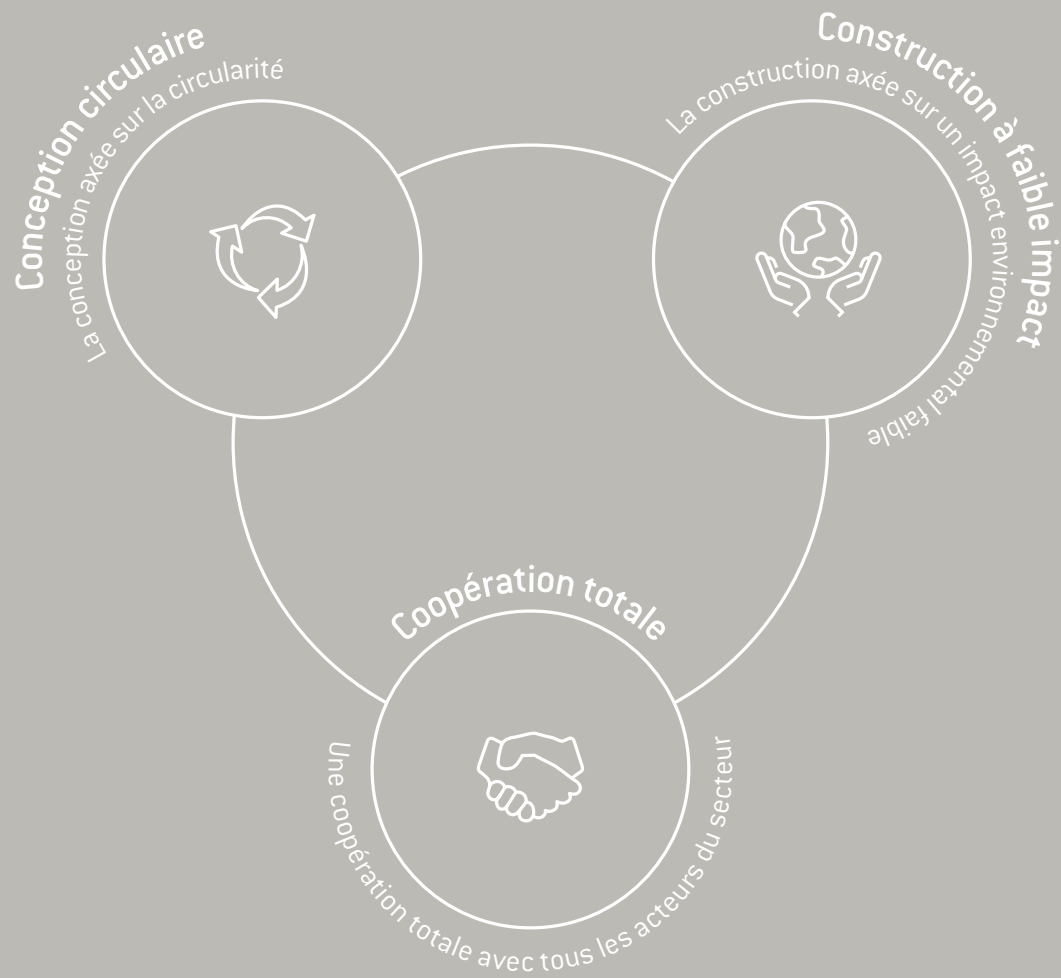 Conception circulaire
La conception axée sur la circularité
Construction à faible impact
La construction axée sur un impact environnemental faible
Coopération totale
Une coopération totale avec tous les acteurs du secteur